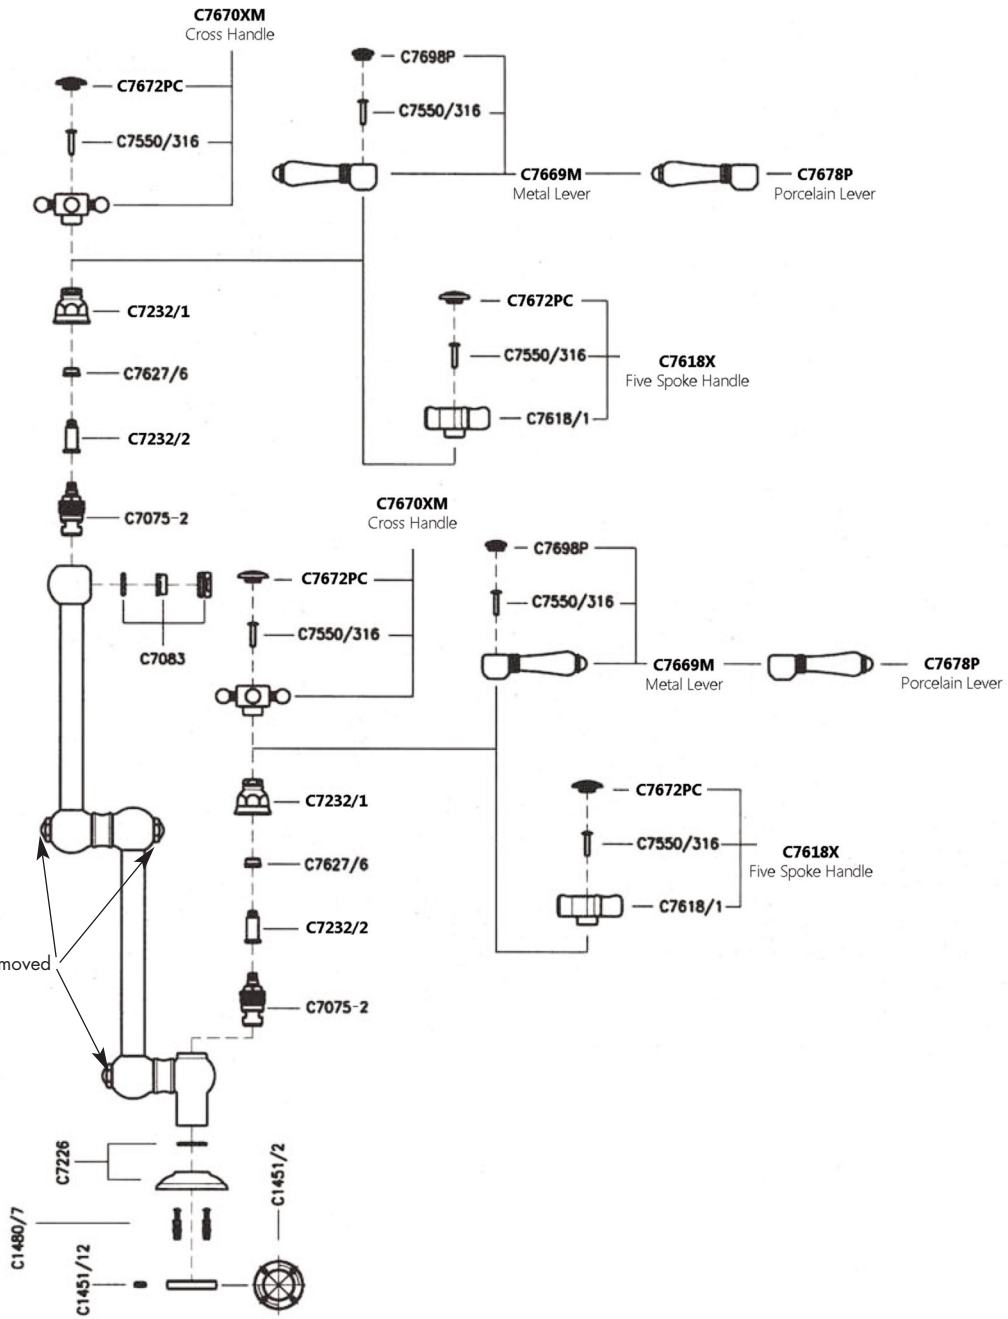 C7670XM
Cross Handle
C7672PC
C7550/316
C7698P
C7550/316
C7669M
Metal Lever
C7678P
Porcelain Lever
C7232/1
C7627/6
C7232/2
C7075-2
C7672PC
C7550/316
C7618/1
C7618X
Five Spoke Handle
C7083
C7670XM
Cross Handle
C7672PC
C7550/316
C7698P
C7550/316
C7669M
Metal Lever
C7678P
Porcelain Lever
C7232/1
C7627/6
C7232/2
C7075-2
C7672PC
C7550/316
C7618/1
C7618X
Five Spoke Handle
moved
C7226
C1480/7
C1451/12
C1451/2